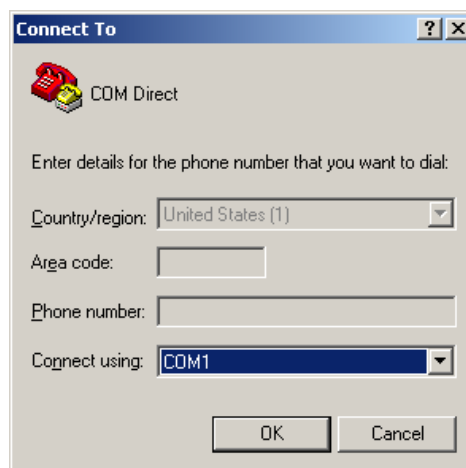 Connect To
COM Direct
Enter details for the phone number that you want to dial:
Country/region: United States (1)
Area code:
Phone number:
Connect using: COM1
OK Cancel